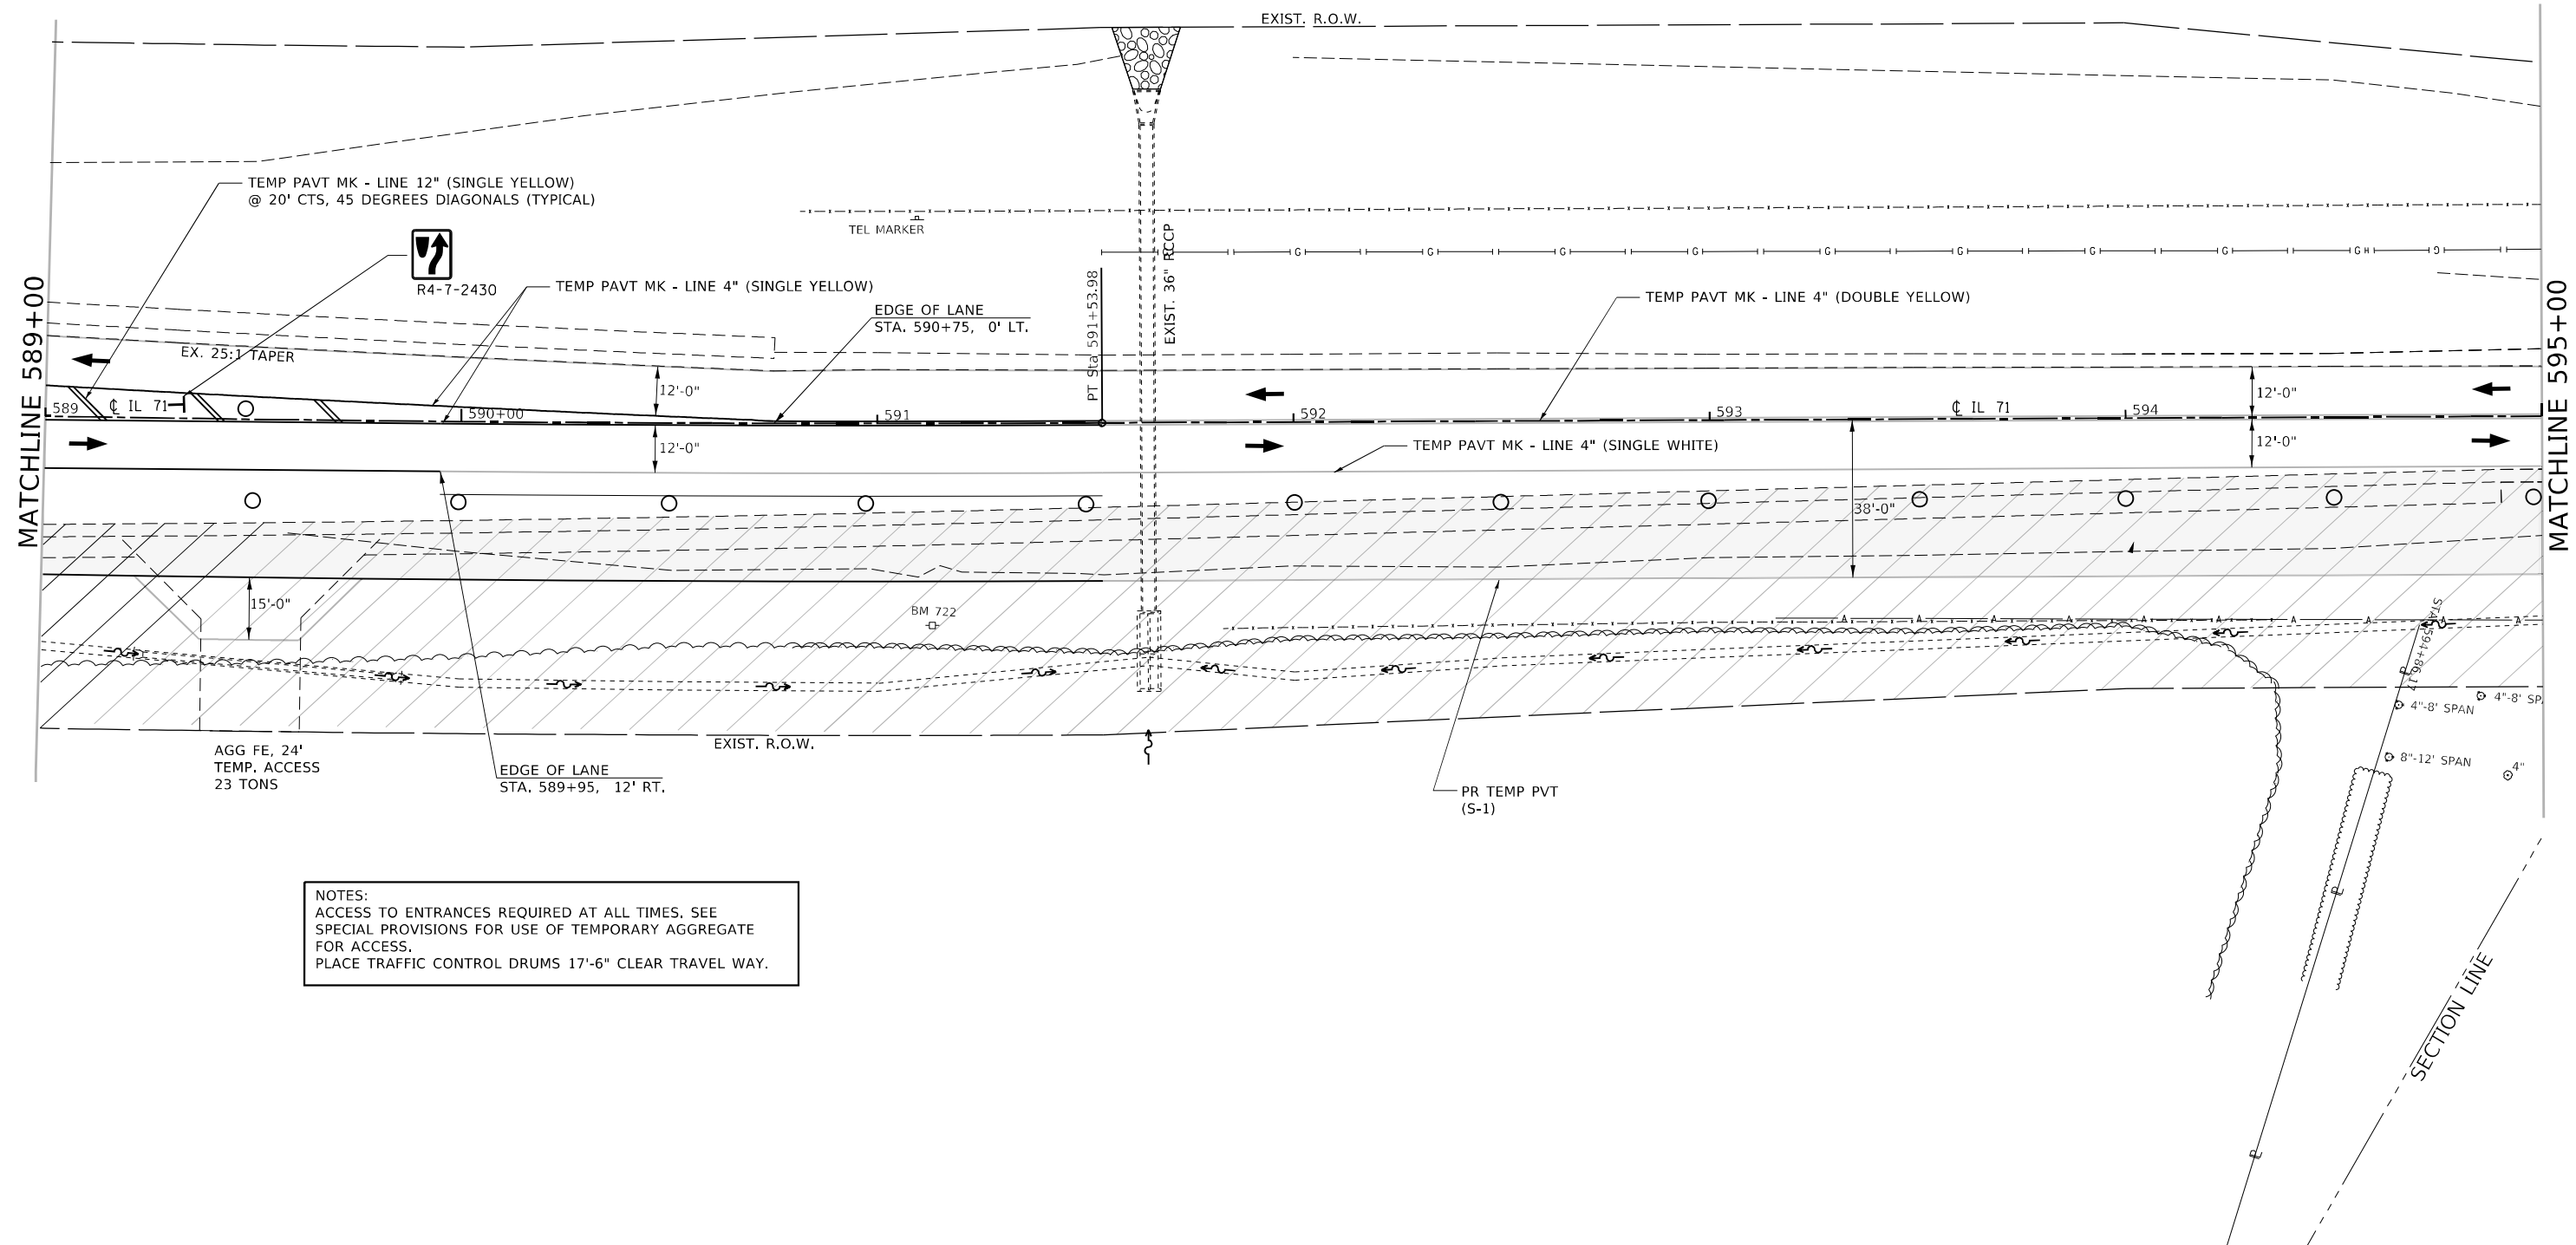 EXIST. R.O.W.
TEMP PAVT MK - LINE 12" (SINGLE YELLOW)
@ 20' CTS, 45 DEGREES DIAGONALS (TYPICAL)
TEL MARKER
R4-7-2430
TEMP PAVT MK - LINE 4" (SINGLE YELLOW)
EDGE OF LANE
STA. 590+75, 0' LT.
PT Sta 591+53.98
EXIST. 36" RCCP
G G G G G G G G GH G
TEMP PAVT MK - LINE 4" (DOUBLE YELLOW)
MATCHLINE 589+00
MATCHLINE 595+00
EX. 25:1 TAPER
12'-0"
12'-0"
589
℄ IL 71
590+00
591
592
593
℄ IL 71
594
12'-0"
12'-0"
TEMP PAVT MK - LINE 4" (SINGLE WHITE)
38'-0"
15'-0"
BM 722
A A A A A A A A A A
STA 594+86.17
4"-8' SPAN
4"-8' SP
8"-12' SPAN
4"
EXIST. R.O.W.
AGG FE, 24'
TEMP. ACCESS
23 TONS
EDGE OF LANE
STA. 589+95, 12' RT.
PR TEMP PVT
(S-1)
NOTES:
ACCESS TO ENTRANCES REQUIRED AT ALL TIMES. SEE
SPECIAL PROVISIONS FOR USE OF TEMPORARY AGGREGATE
FOR ACCESS.
PLACE TRAFFIC CONTROL DRUMS 17'-6" CLEAR TRAVEL WAY.
SECTION LINE